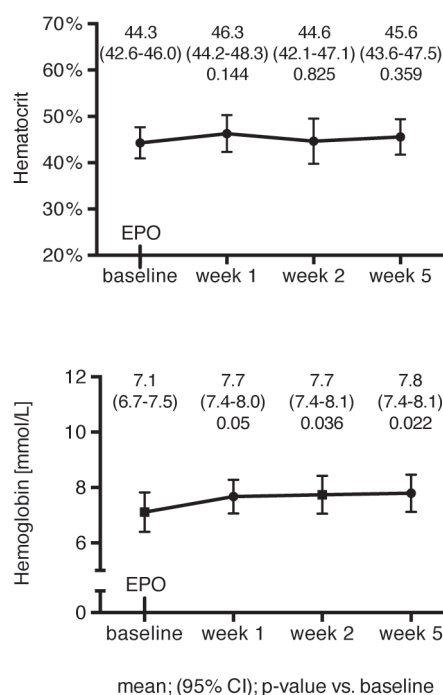 70%
60%
50%
40%
30%
20%
Hematocrit
44.3 46.3 44.6 45.6
(42.6-46.0) (44.2-48.3) (42.1-47.1) (43.6-47.5)
0.144 0.825 0.359
EPO
baseline week 1 week 2 week 5
12
10
8
6
0
Hemoglobin [mmol/L]
7.1 7.7 7.7 7.8
(6.7-7.5) (7.4-8.0) (7.4-8.1) (7.4-8.1)
0.05 0.036 0.022
EPO
baseline week 1 week 2 week 5
mean; (95% CI); p-value vs. baseline